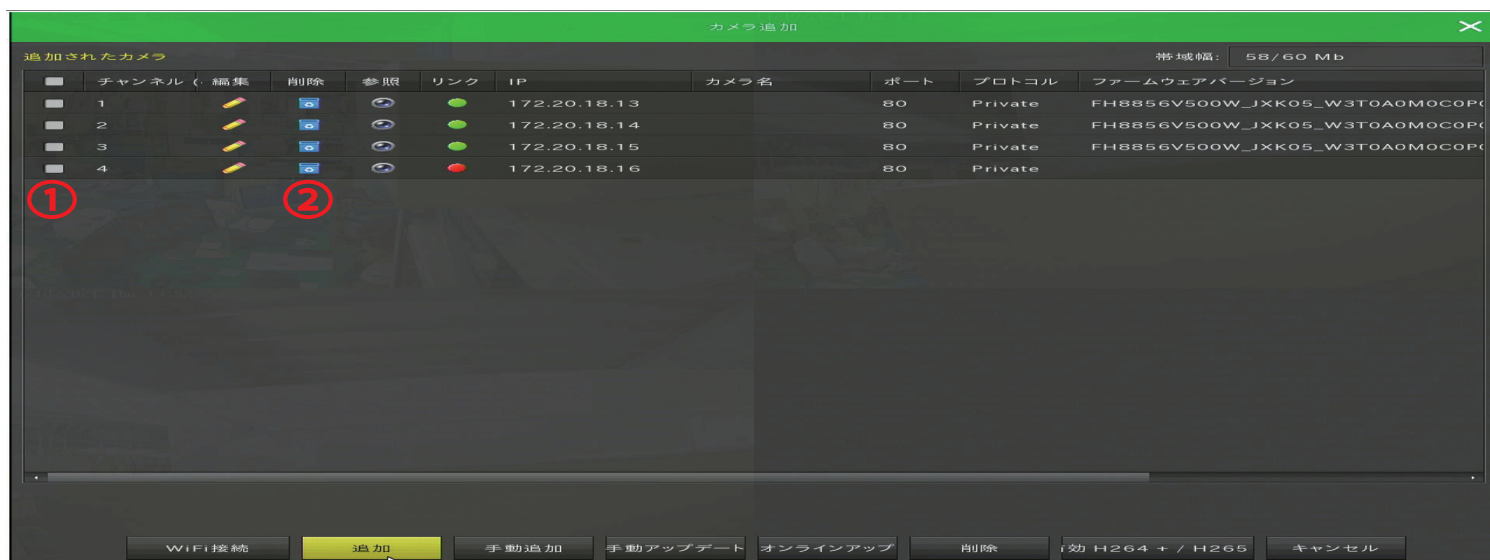 カメラ追加
追加されたカメラ
帯域幅: 58/60 Mb
チャンネル ( 編集 削除 参照 リンク IP カメラ名 ポート プロトコル ファームウェアバージョン
1 172.20.18.13 80 Private FH8856V500W_JXK05_W3T0A0M0C0P
2 172.20.18.14 80 Private FH8856V500W_JXK05_W3T0A0M0C0P
3 172.20.18.15 80 Private FH8856V500W_JXK05_W3T0A0M0C0P
4 172.20.18.16 80 Private
① ②
WiFi接続 追加 手動追加 手動アップデート オンラインアップ 削除 効 H264 + / H265 キャンセル